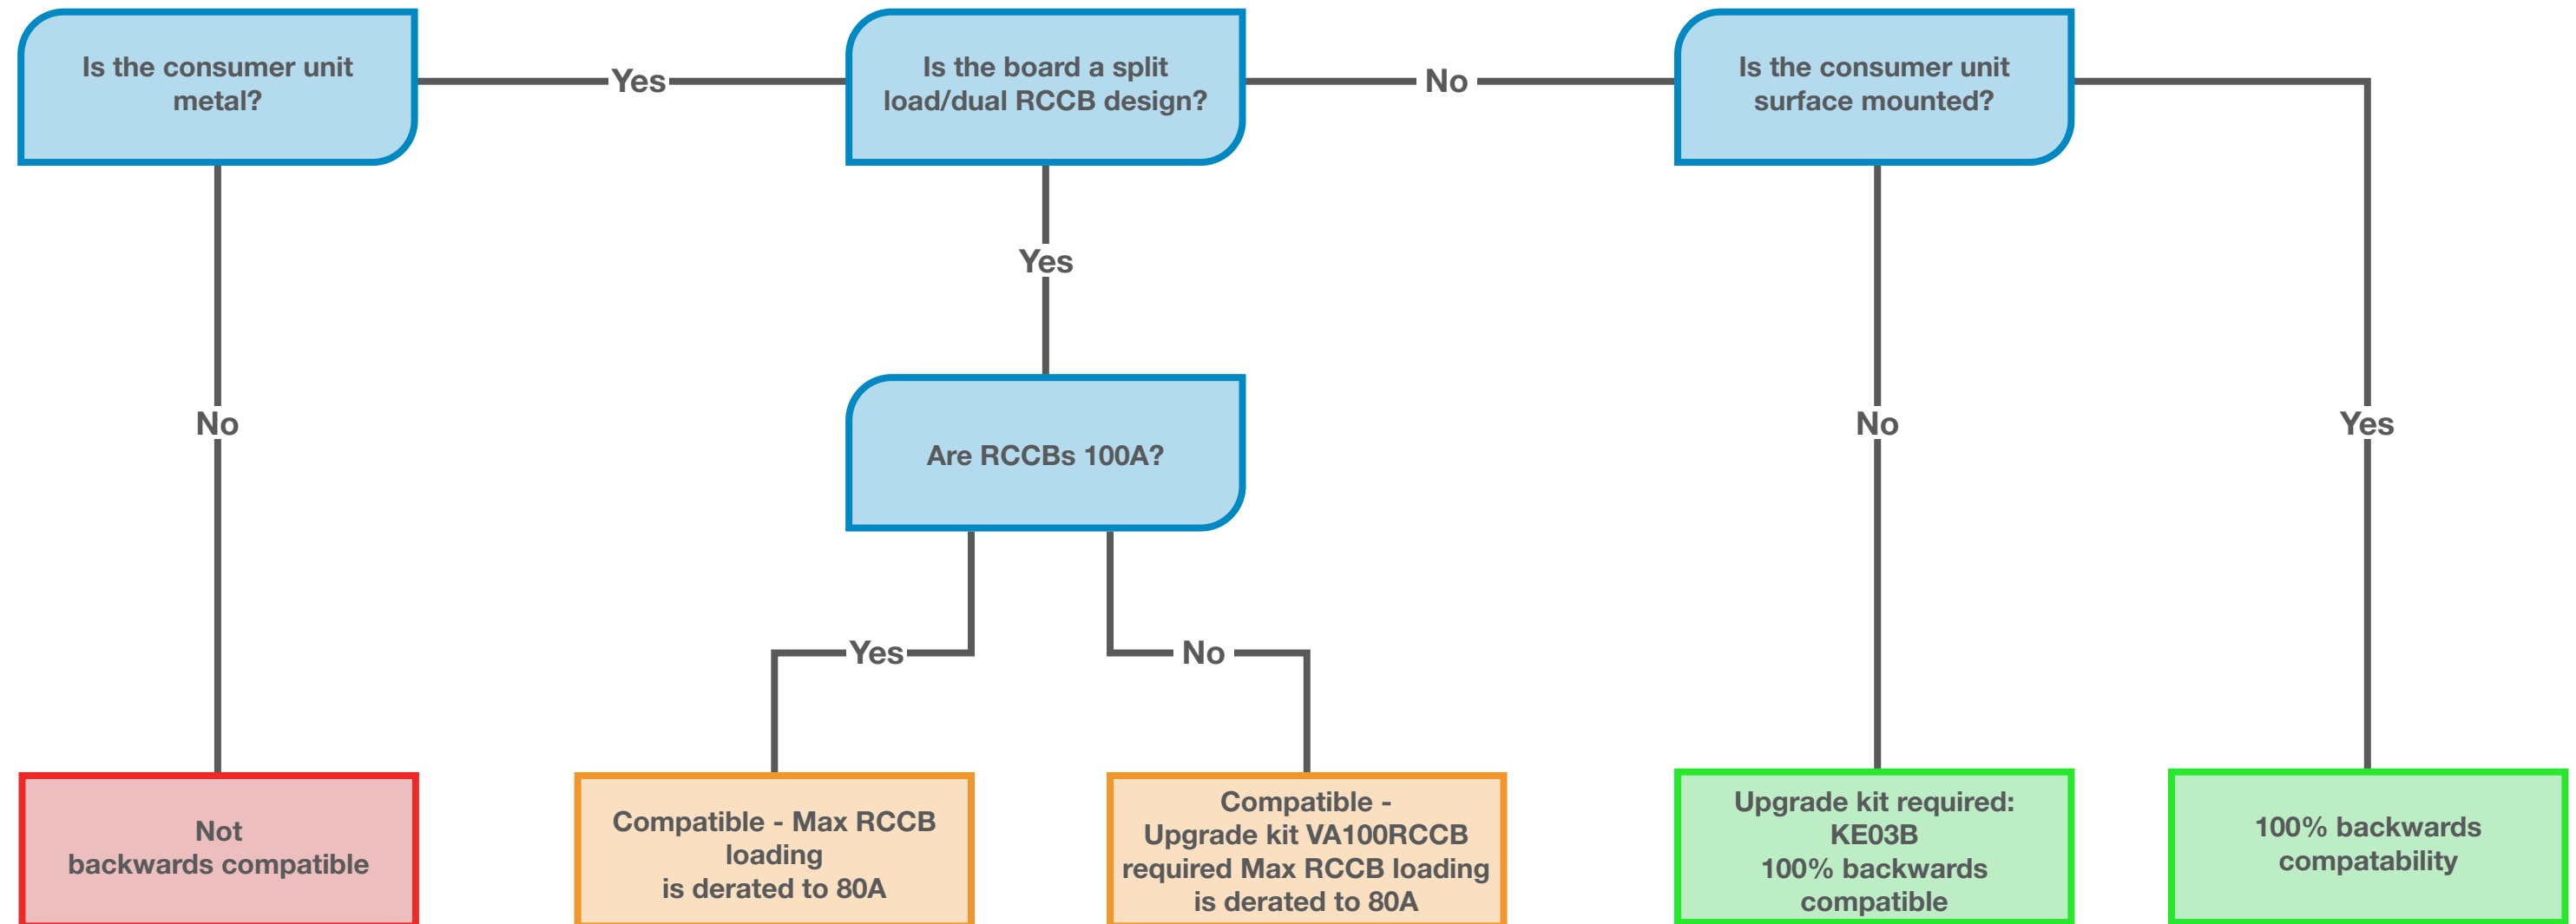 Is the consumer unit
metal?
Yes
Is the board a split
load/dual RCCB design?
No
Is the consumer unit
surface mounted?
Yes
Are RCCBs 100A?
No
No
Yes
Yes
No
Not
backwards compatible
Compatible - Max RCCB
loading
is derated to 80A
Compatible -
Upgrade kit VA100RCCB
required Max RCCB loading
is derated to 80A
Upgrade kit required:
KE03B
100% backwards
compatible
100% backwards
compatability